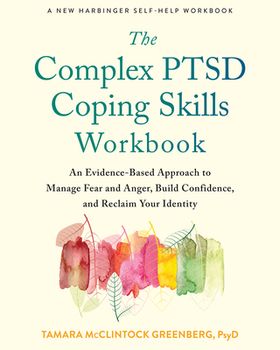 A NEW HARBINGER SELF-HELP WORKBOOK
The
Complex PTSD
Coping Skills
Workbook
An Evidence-Based Approach to
Manage Fear and Anger, Build Confidence,
and Reclaim Your Identity
TAMARA McCLINTOCK GREENBERG, PsyD